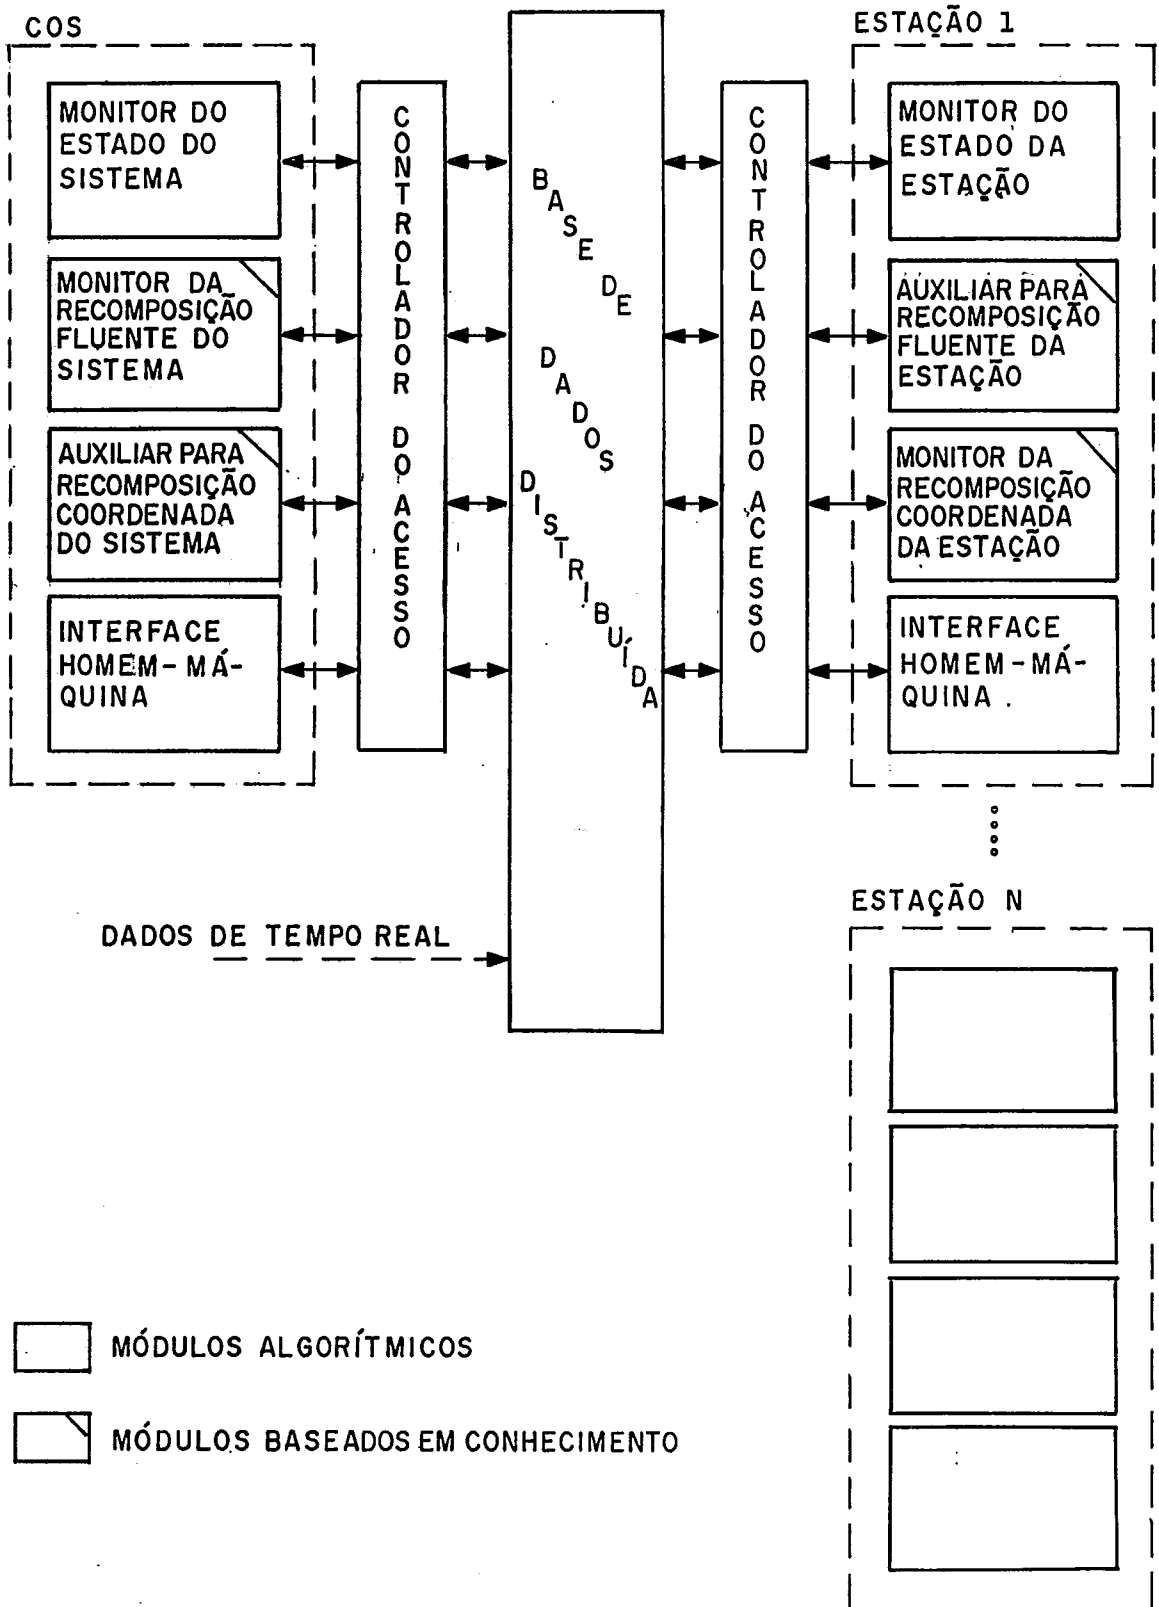 COS
MONITOR DO
ESTADO DO
SISTEMA
MONITOR DA
RECOMPOSIÇÃO
FLUENTE DO
SISTEMA
AUXILIAR PARA
RECOMPOSIÇÃO
COORDENADA
DO SISTEMA
INTERFACE
HOMEM-MÁ-
QUINA
CONTROLADOR DO ACESSO
BASE DE
DADOS
DISTRIBUÍDA
CONTROLADOR DO ACESSO
ESTAÇÃO 1
MONITOR DO
ESTADO DA
ESTAÇÃO
AUXILIAR PARA
RECOMPOSIÇÃO
FLUENTE DA
ESTAÇÃO
MONITOR DA
RECOMPOSIÇÃO
COORDENADA
DA ESTAÇÃO
INTERFACE
HOMEM-MÁ-
QUINA
ESTAÇÃO N
DADOS DE TEMPO REAL
MÓDULOS ALGORÍTMICOS
MÓDULOS BASEADOS EM CONHECIMENTO